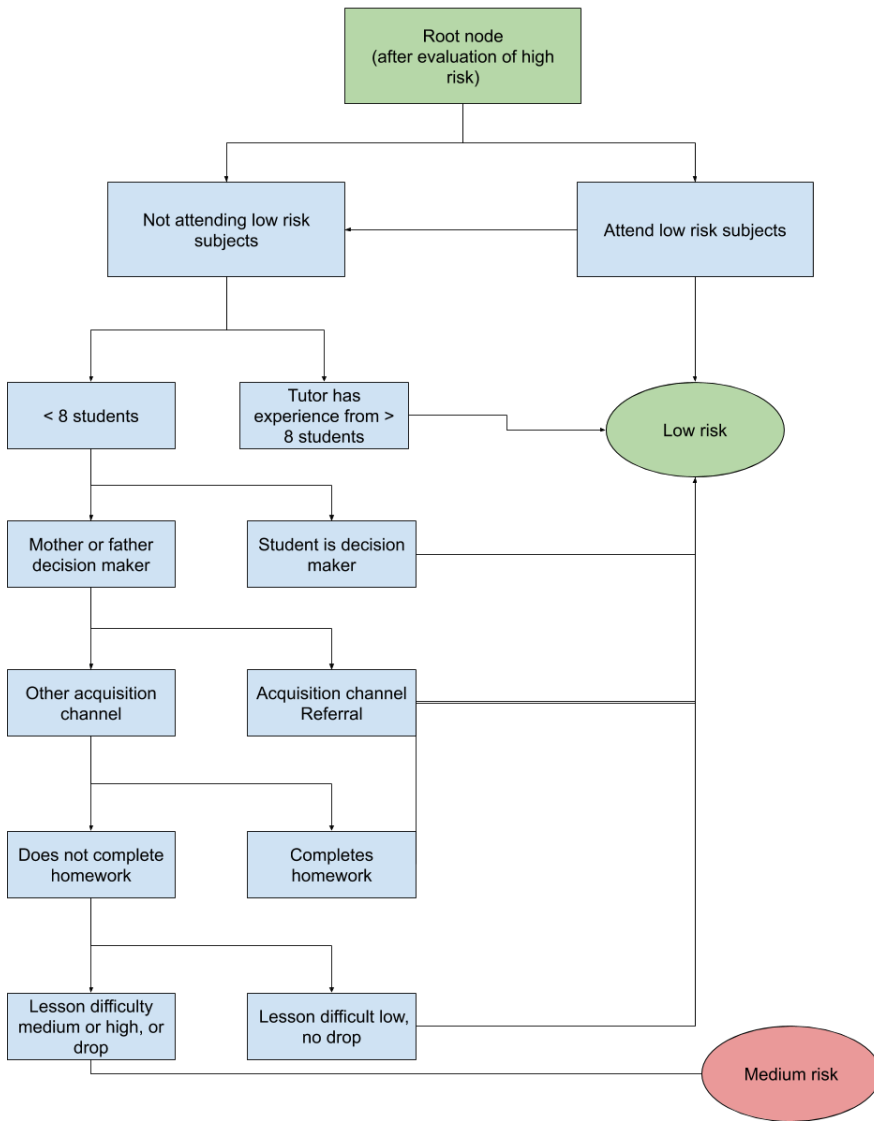 Root node
(after evaluation of high
risk)
Not attending low risk
subjects
Attend low risk subjects
< 8 students
Tutor has
experience from >
8 students
Low risk
Mother or father
decision maker
Student is decision
maker
Other acquisition
channel
Acquisition channel
Referral
Does not complete
homework
Completes
homework
Lesson difficulty
medium or high, or
drop
Lesson difficult low,
no drop
Medium risk